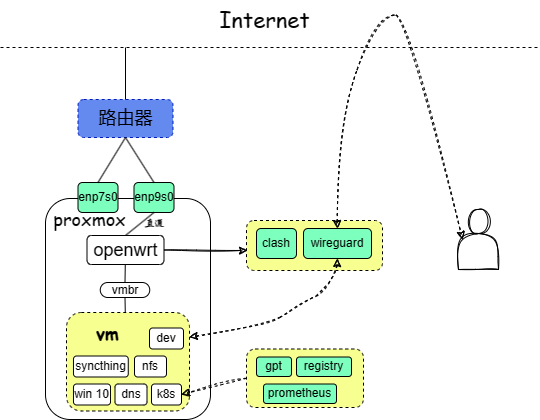 Internet
路由器
enp7s0
enp9s0
proxmox
直通
openwrt
clash
wireguard
vmbr
vm
dev
syncthing
nfs
win 10
dns
k8s
gpt
registry
prometheus